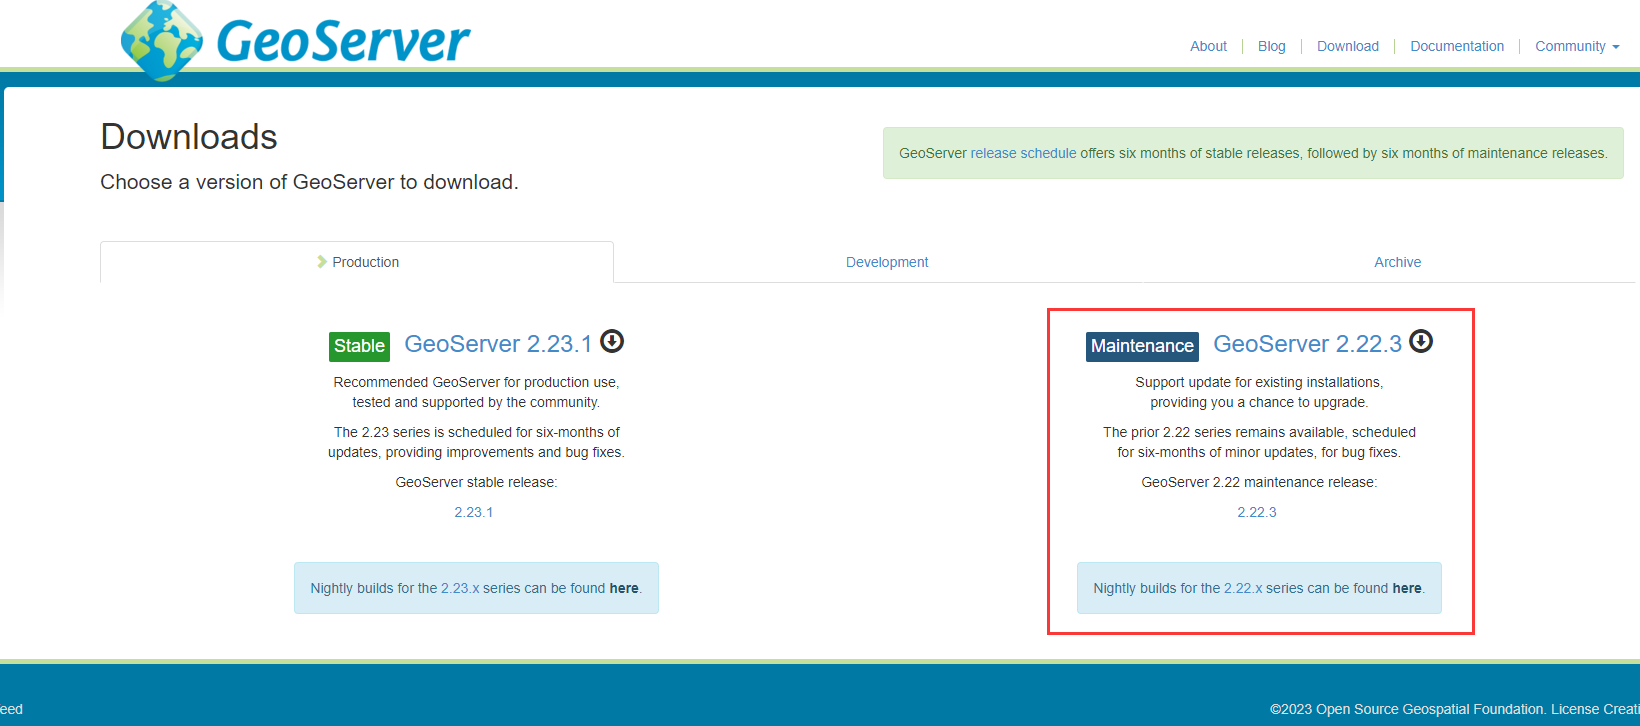 GeoServer
About
Blog
Download
Documentation
Community
Downloads
GeoServer release schedule offers six months of stable releases, followed by six months of maintenance releases.
Choose a version of GeoServer to download.
Production
Development
Archive
Stable GeoServer 2.23.1
Recommended GeoServer for production use,
tested and supported by the community.
The 2.23 series is scheduled for six-months of
updates, providing improvements and bug fixes.
GeoServer stable release:
2.23.1
Nightly builds for the 2.23.x series can be found here.
Maintenance GeoServer 2.22.3
Support update for existing installations,
providing you a chance to upgrade.
The prior 2.22 series remains available, scheduled
for six-months of minor updates, for bug fixes.
GeoServer 2.22 maintenance release:
2.22.3
Nightly builds for the 2.22.x series can be found here.
eed
©2023 Open Source Geospatial Foundation. License Creati